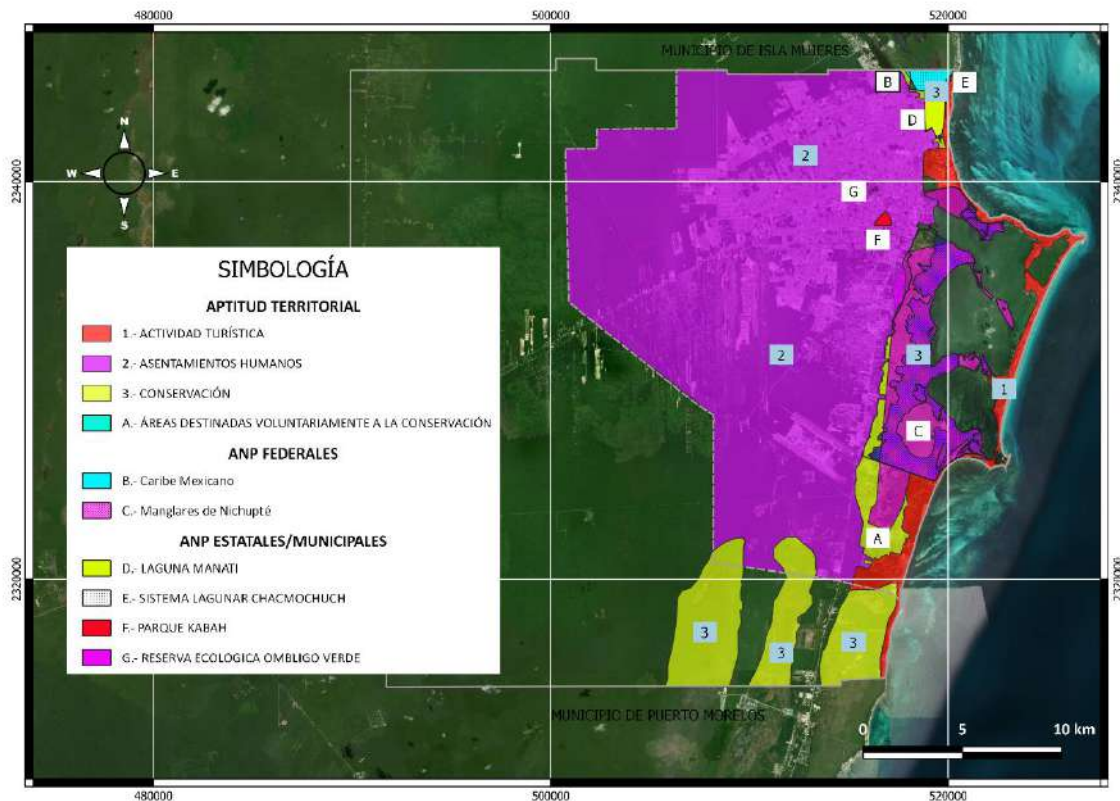 480000
500000
520000
MUNICIPIO DE ISLA MUJERES
B
3
E
D
2
2340000
2340000
G
F
N
W
E
S
SIMBOLOGÍA
APTITUD TERRITORIAL
1.- ACTIVIDAD TURÍSTICA
2.- ASENTAMIENTOS HUMANOS
3.- CONSERVACIÓN
A.- ÁREAS DESTINADAS VOLUNTARIAMENTE A LA CONSERVACIÓN
ANP FEDERALES
B.- Caribe Mexicano
C.- Manglares de Nichupté
ANP ESTATALES/MUNICIPALES
D.- LAGUNA MANATI
E.- SISTEMA LAGUNAR CHACMOCHUCH
F.- PARQUE KABAH
G.- RESERVA ECOLOGICA OMBLIGO VERDE
2
3
1
C
A
2320000
2320000
3
3
3
MUNICIPIO DE PUERTO MORELOS
0
5
10 km
480000
500000
520000